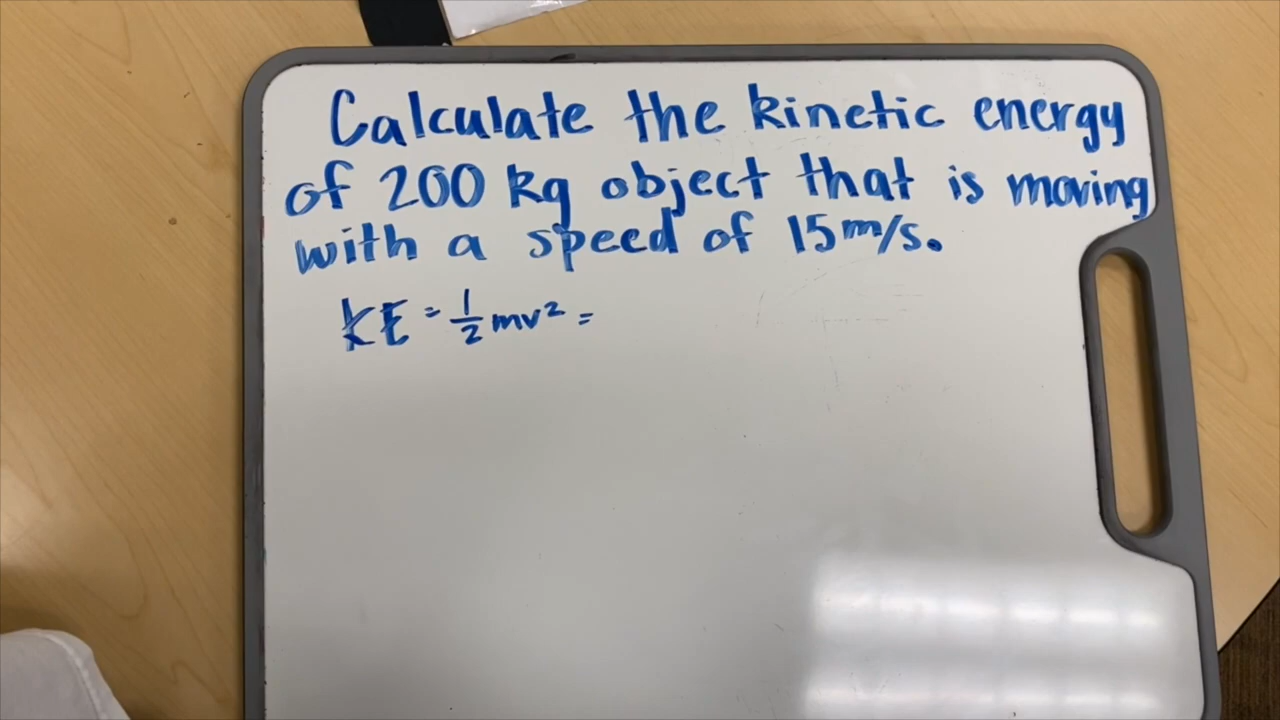 Calculate the kinetic energy
of 200 kg object that is moving
with a speed of 15 m/s.
KE = 1/2 mv² =